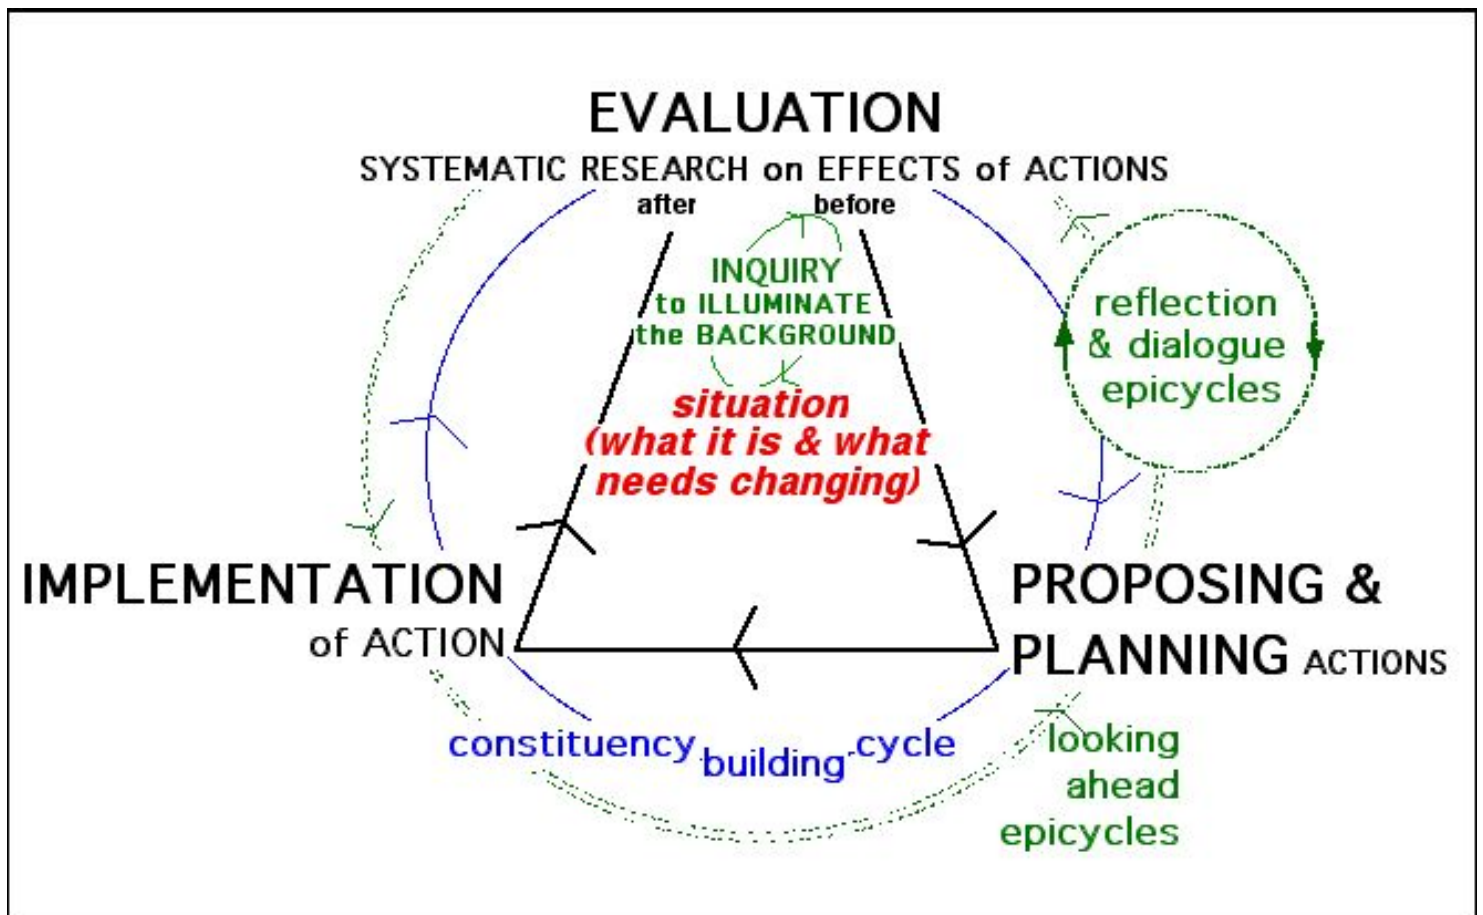 EVALUATION
SYSTEMATIC RESEARCH on EFFECTS of ACTIONS
after before
INQUIRY
to ILLUMINATE
the BACKGROUND
reflection
& dialogue
epicycles
situation
(what it is & what
needs changing)
IMPLEMENTATION
of ACTION
PROPOSING &
PLANNING ACTIONS
constituency building cycle
looking
ahead
epicycles